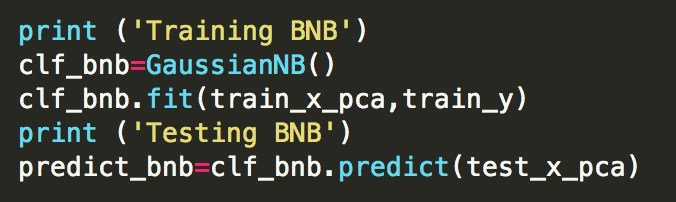 print ('Training BNB')
clf_bnb=GaussianNB()
clf_bnb.fit(train_x_pca,train_y)
print ('Testing BNB')
predict_bnb=clf_bnb.predict(test_x_pca)